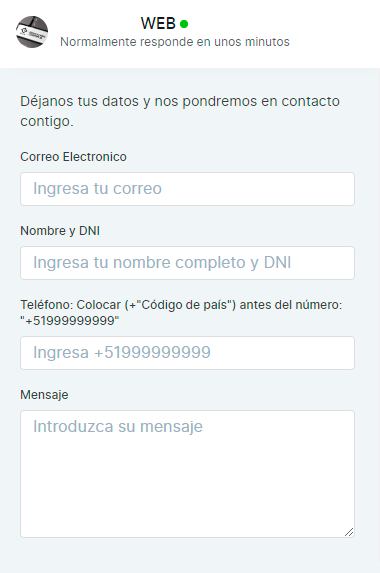 WEB
Normalmente responde en unos minutos
Déjanos tus datos y nos pondremos en contacto
contigo.
Correo Electronico
Ingresa tu correo
Nombre y DNI
Ingresa tu nombre completo y DNI
Teléfono: Colocar (+"Código de país") antes del número:
"+51999999999"
Ingresa +51999999999
Mensaje
Introduzca su mensaje